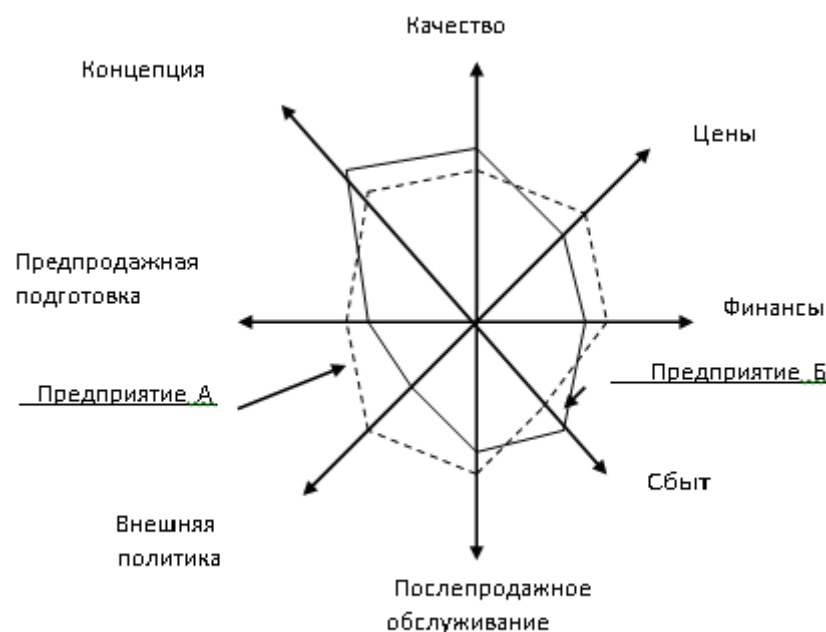 Качество
Концепция
Цены
Предпродажная
подготовка
Финансы
Предприятие А
Предприятие Б
Сбыт
Внешняя
политика
Послепродажное
обслуживание